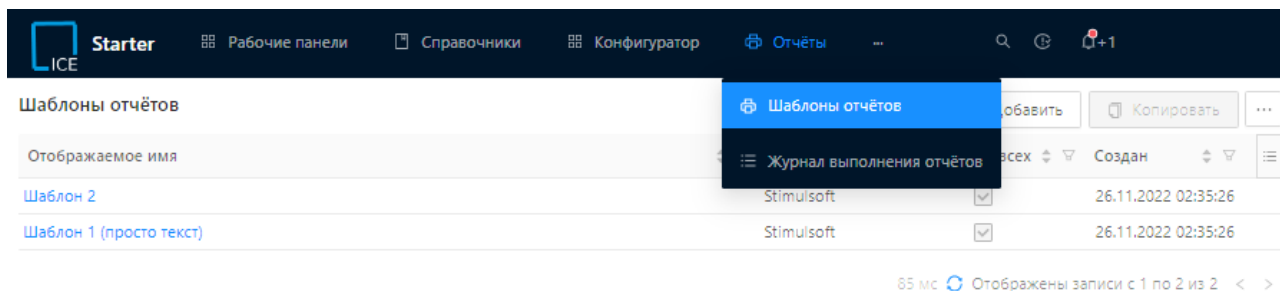 ICE Starter Рабочие панели Справочники Конфигуратор Отчёты ... +1
Шаблоны отчётов
Шаблоны отчётов
Копировать ...
Отображаемое имя
Журнал выполнения отчётов
Создан
Шаблон 2 Stimulsoft 26.11.2022 02:35:26
Шаблон 1 (просто текст) Stimulsoft 26.11.2022 02:35:26
85 мс Отображены записи с 1 по 2 из 2 < >